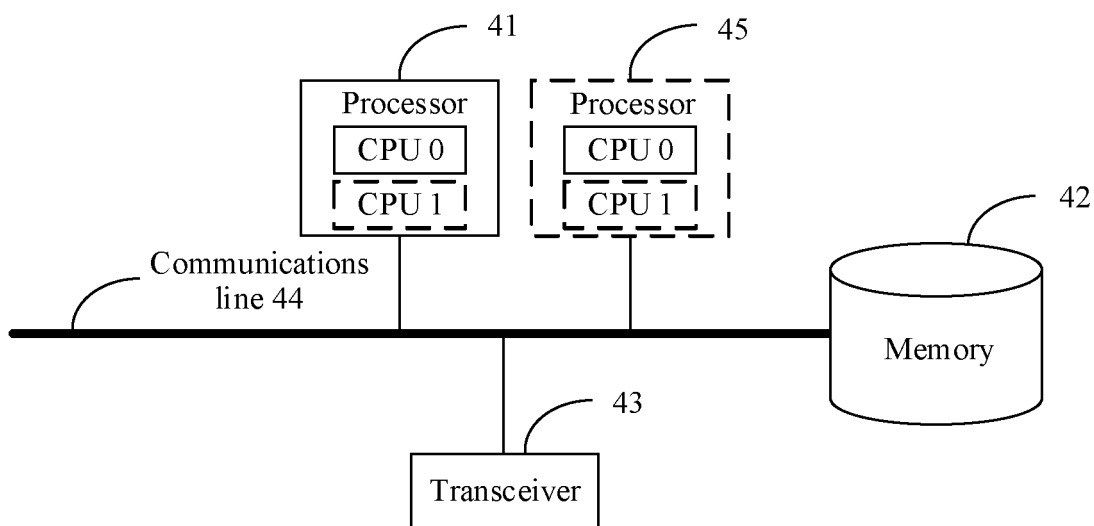 41
45
Processor
CPU 0
CPU 1
Processor
CPU 0
CPU 1
42
Communications
line 44
Memory
43
Transceiver